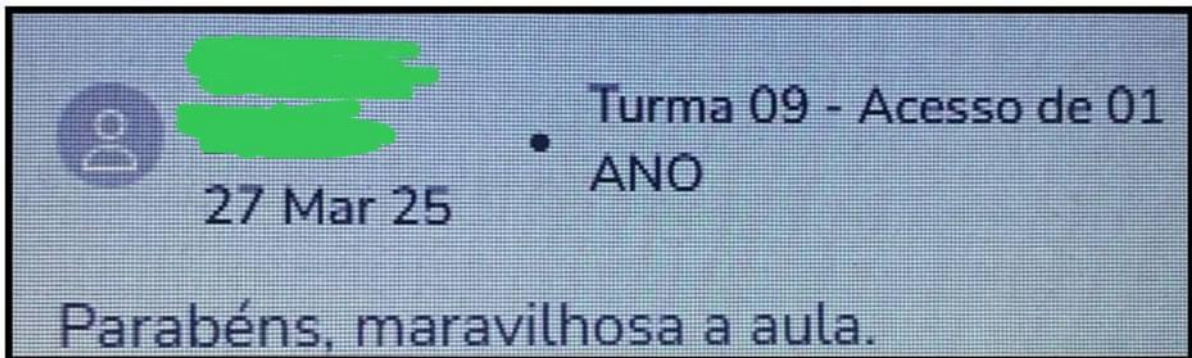 27 Mar 25
• Turma 09 - Acesso de 01
ANO
Parabéns, maravilhosa a aula.